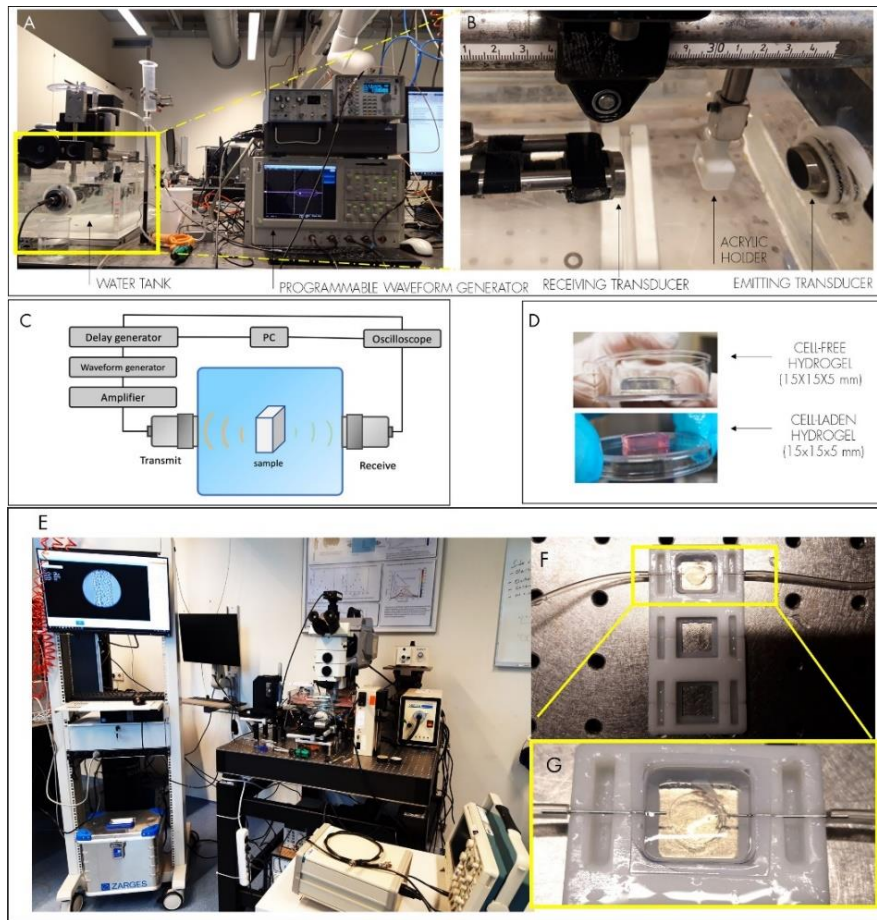 A
B
WATER TANK
PROGRAMMABLE WAVEFORM GENERATOR
RECEIVING TRANSDUCER
ACRYLIC
HOLDER
EMITTING TRANSDUCER
C
Delay generator
PC
Oscilloscope
Waveform generator
Amplifier
Transmit
sample
Receive
D
CELL-FREE
HYDROGEL
(15X15X5 mm)
CELL-LADEN
HYDROGEL
(15x15x5 mm)
E
ZARGES
F
G